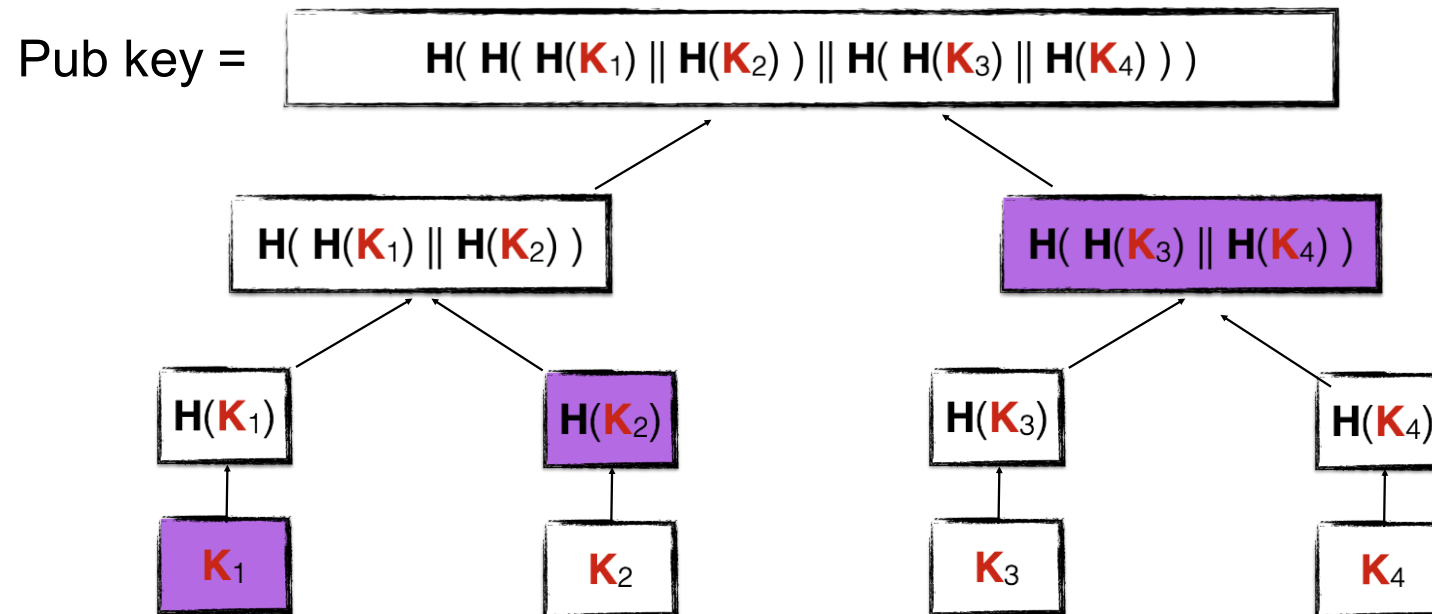 Pub key = H( H( H(K₁) || H(K₂) ) || H( H(K₃) || H(K₄) ) )
H( H(K₁) || H(K₂) ) H( H(K₃) || H(K₄) )
H(K₁) H(K₂) H(K₃) H(K₄)
K₁ K₂ K₃ K₄